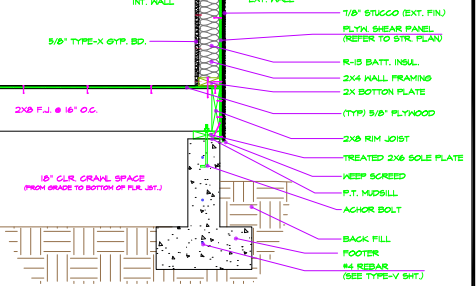 INT. WALL
EXT. WALL
7/8" STUCCO (EXT. FIN.)
PLYW. SHEAR PANEL
(REFER TO STR. PLAN)
5/8" TYPE-X GYP. BD.
R-15 BATT. INSUL.
2X4 WALL FRAMING
2X BOTTOM PLATE
2X8 F.J. @ 16" O.C.
(TYP) 5/8" PLYWOOD
2X8 RIM JOIST
TREATED 2X6 SOLE PLATE
18" CLR. CRAWL SPACE
(FROM GRADE TO BOTTOM OF FLR. JST.)
WEEP SCREED
P.T. MUDSILL
ACHOR BOLT
BACK FILL
FOOTER
#4 REBAR
(SEE TYPE-V SHT.)